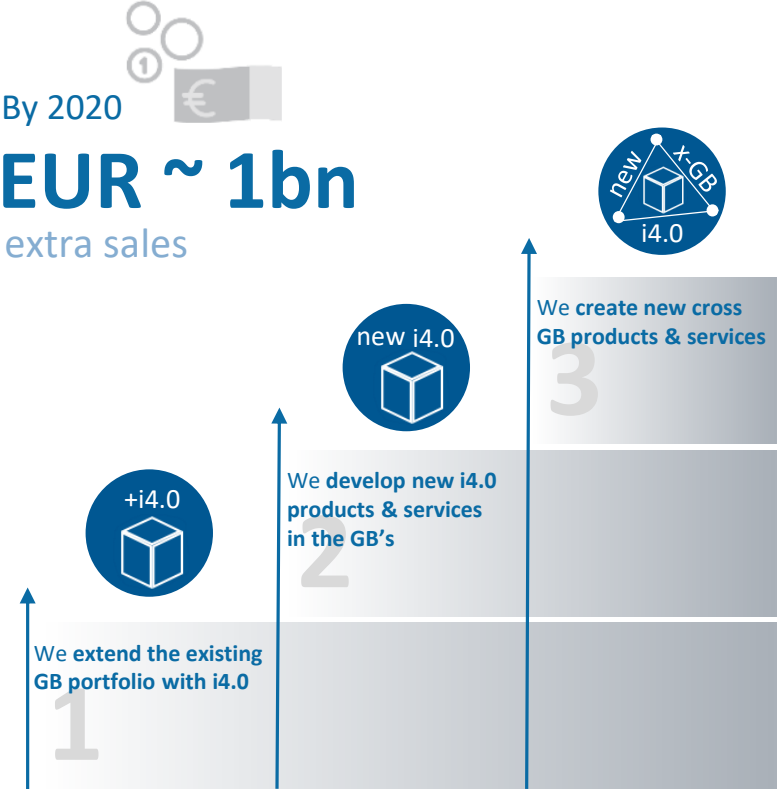 1
€
By 2020
EUR ~ 1bn
extra sales
new x-GB
i4.0
We create new cross
GB products & services
3
new i4.0
We develop new i4.0
products & services
in the GB’s
2
+i4.0
We extend the existing
GB portfolio with i4.0
1